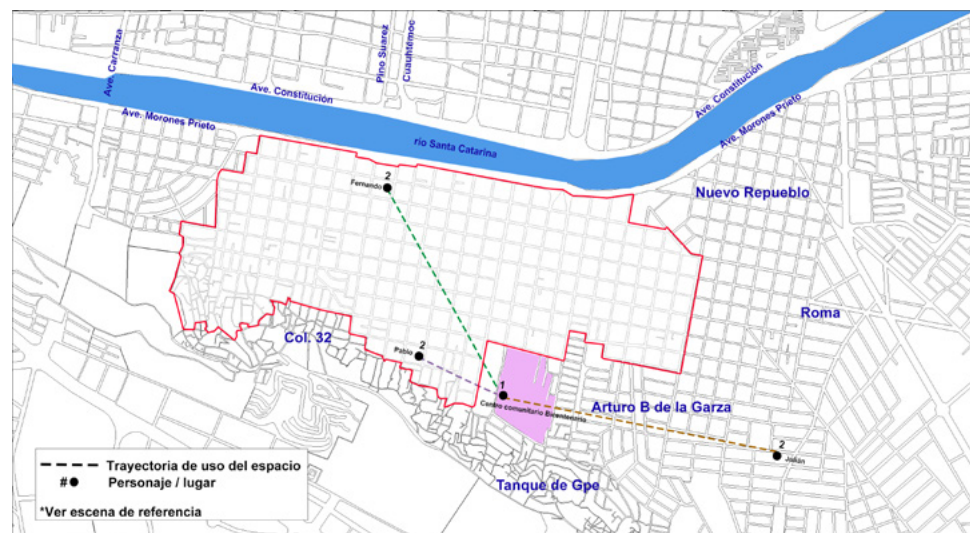 Ave. Carranza
Pino Suarez
Cuauhtémoc
Ave. Constitución
Ave. Constitución
Ave. Morones Prieto
río Santa Catarina
Ave. Morones Prieto
2
Fernando
Nuevo Repueblo
Roma
Col. 32
2
Pablo
1
Centro comunitario Bicentenario
Arturo B de la Garza
2
Julián
Tanque de Gpe
Trayectoria de uso del espacio
# Personaje / lugar
*Ver escena de referencia